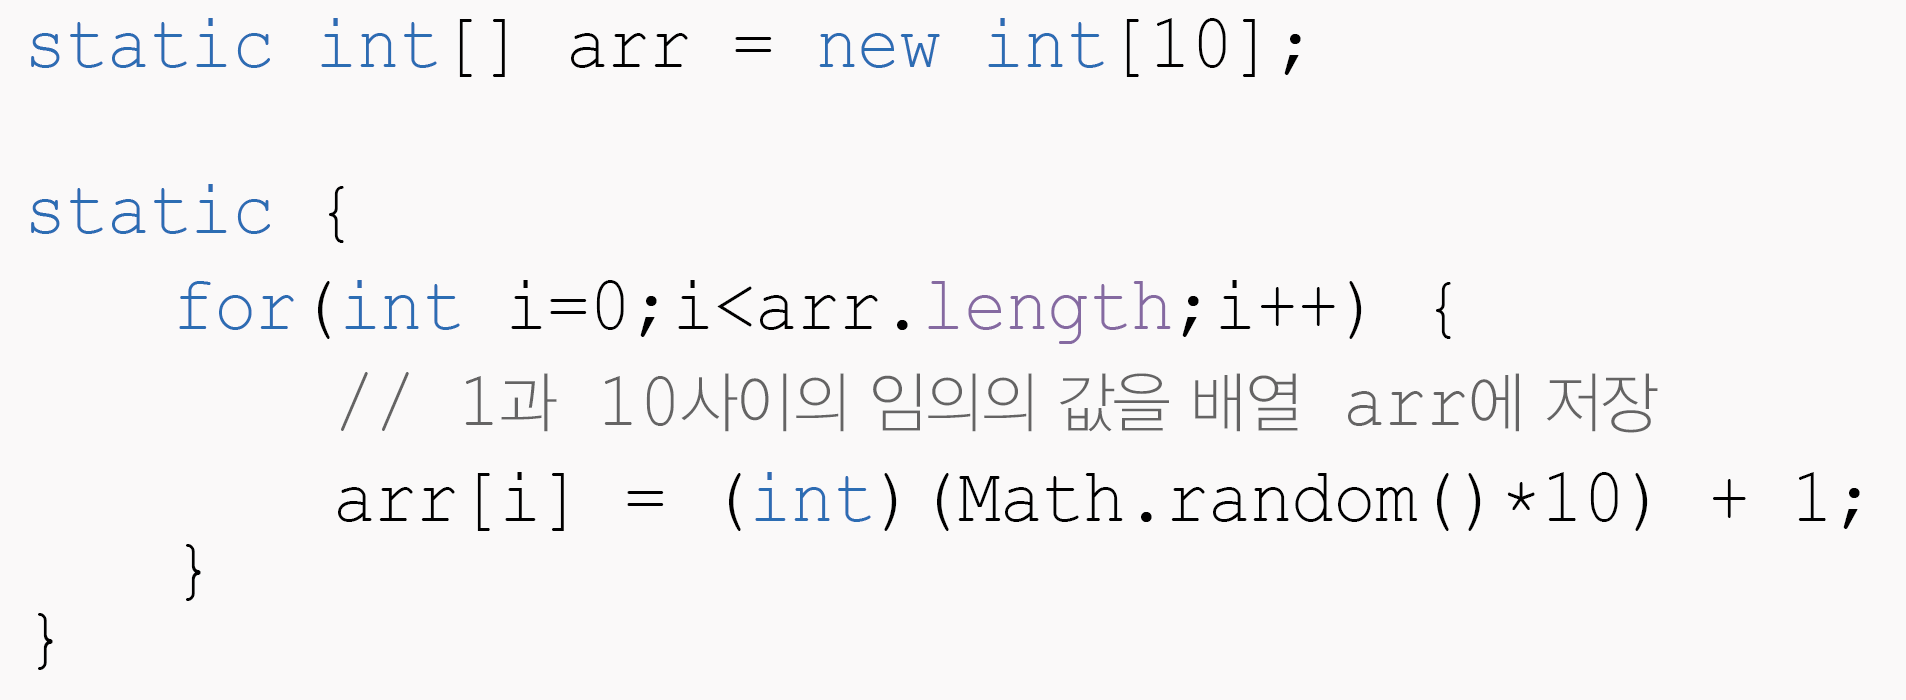 static int[] arr = new int[10];
static {
for(int i=0;i<arr.length;i++) {
// 1과 10사이의 임의의 값을 배열 arr에 저장
arr[i] = (int)(Math.random()*10) + 1;
}
}